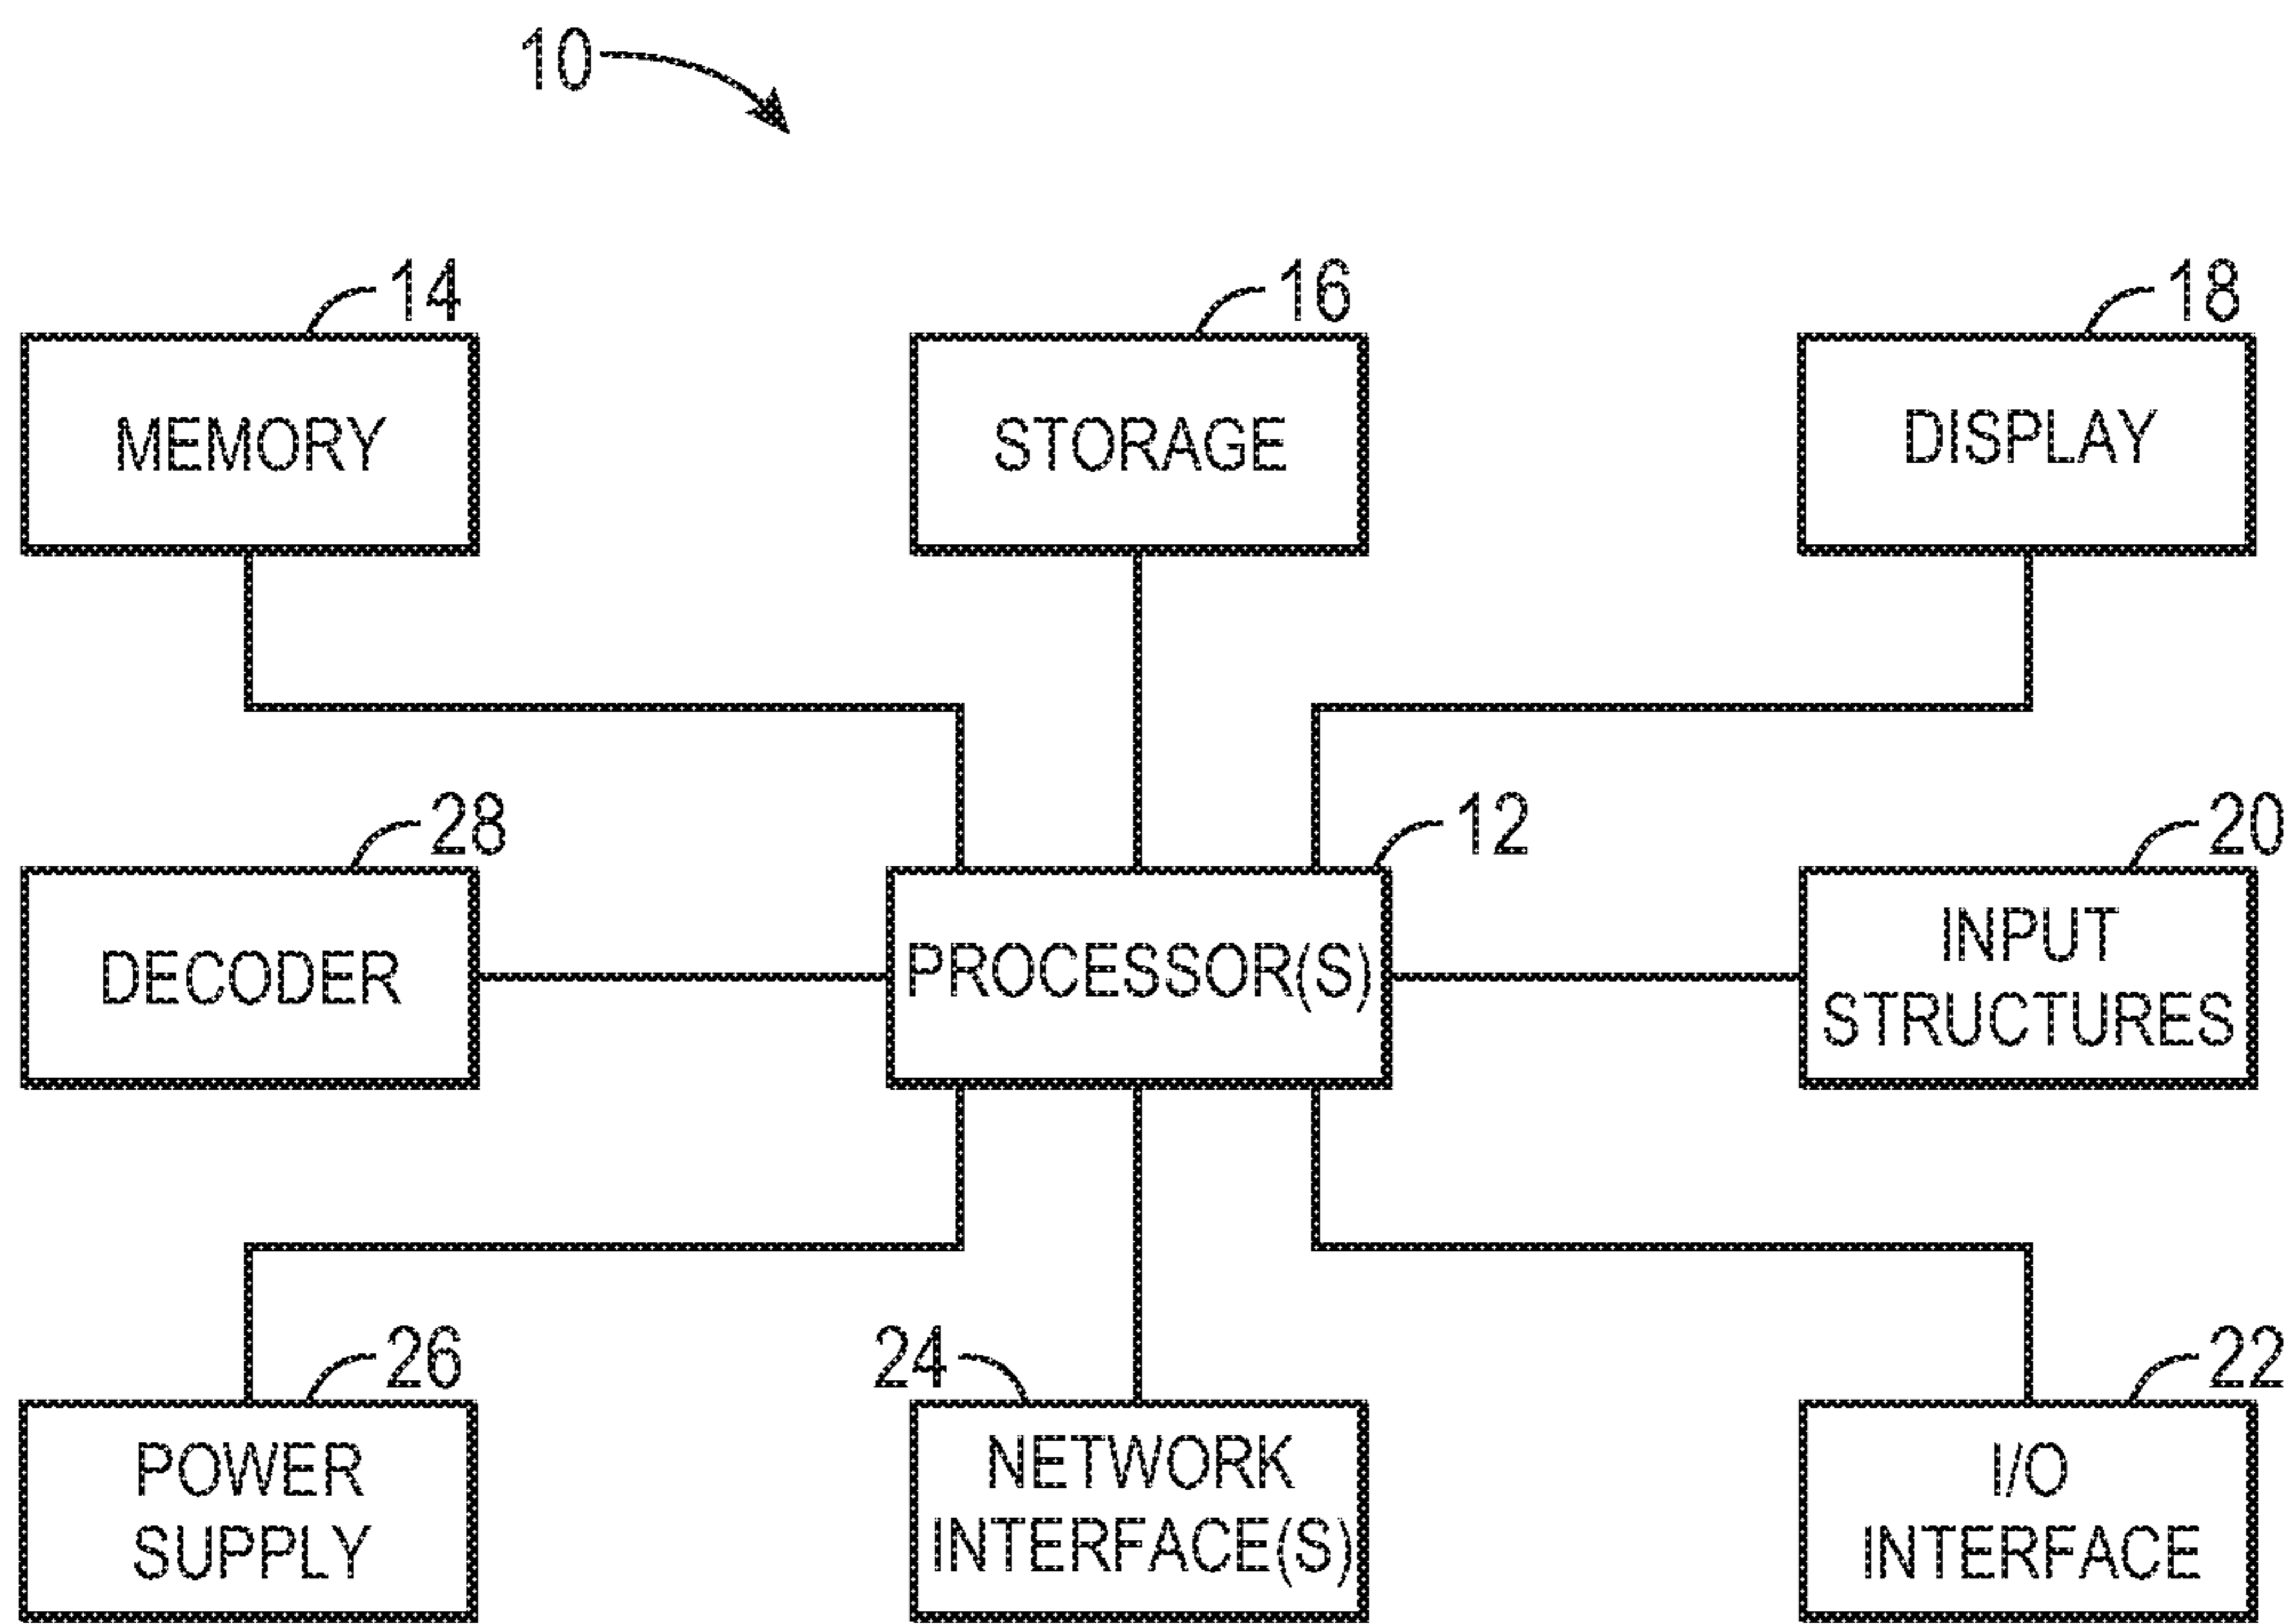 10
14
16
18
MEMORY
STORAGE
DISPLAY
28
12
20
DECODER
PROCESSOR(S)
INPUT
STRUCTURES
26
24
22
POWER
SUPPLY
NETWORK
INTERFACE(S)
I/O
INTERFACE